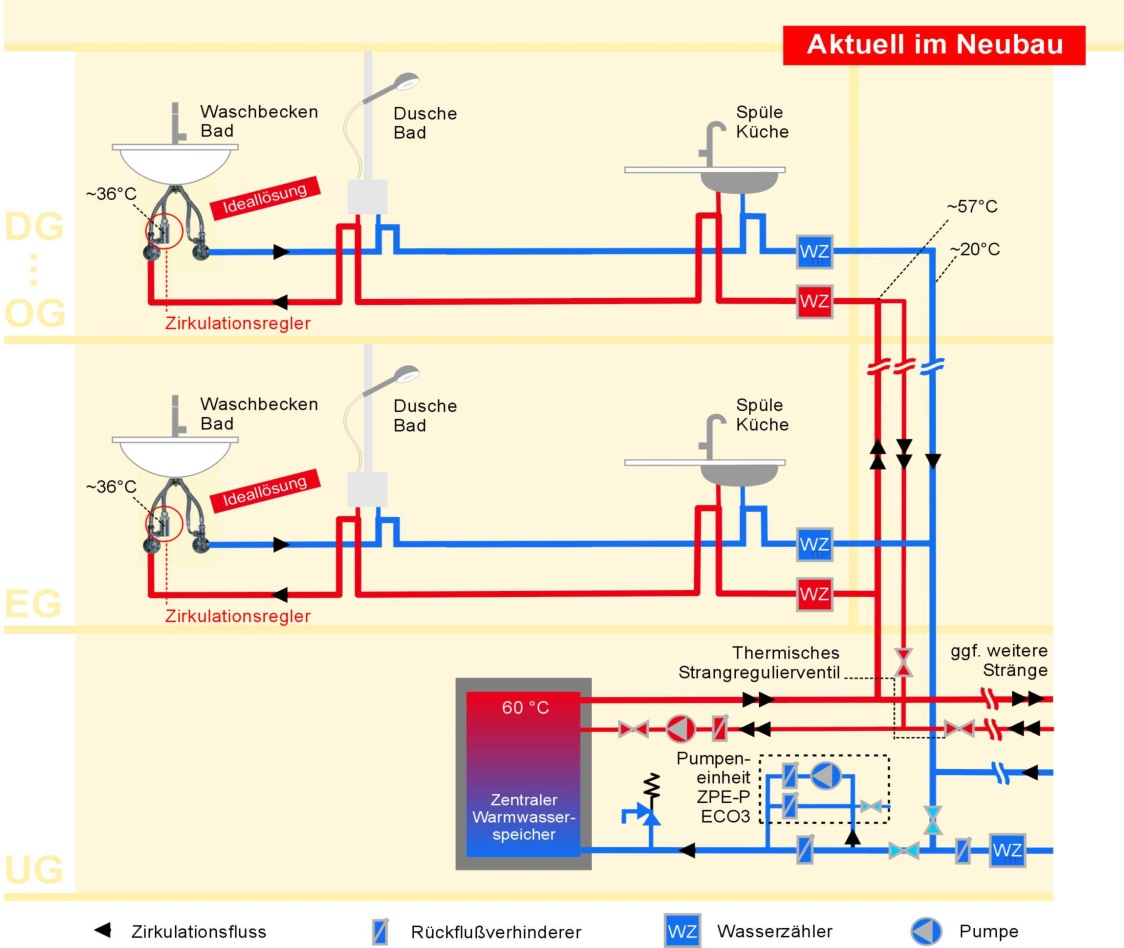 Aktuell im Neubau
Waschbecken
Bad
Dusche
Bad
Spüle
Küche
~36°C
Ideallösung
~57°C
~20°C
DG
OG
WZ
WZ
Zirkulationsregler
Waschbecken
Bad
Dusche
Bad
Spüle
Küche
~36°C
Ideallösung
WZ
WZ
EG
Zirkulationsregler
Thermisches
Strangregulierventil
ggf. weitere
Stränge
60 °C
Zentraler
Warmwasser-
speicher
Pumpen-
einheit
ZPE-P
ECO3
WZ
UG
Zirkulationsfluss
Rückflußverhinderer
WZ
Wasserzähler
Pumpe